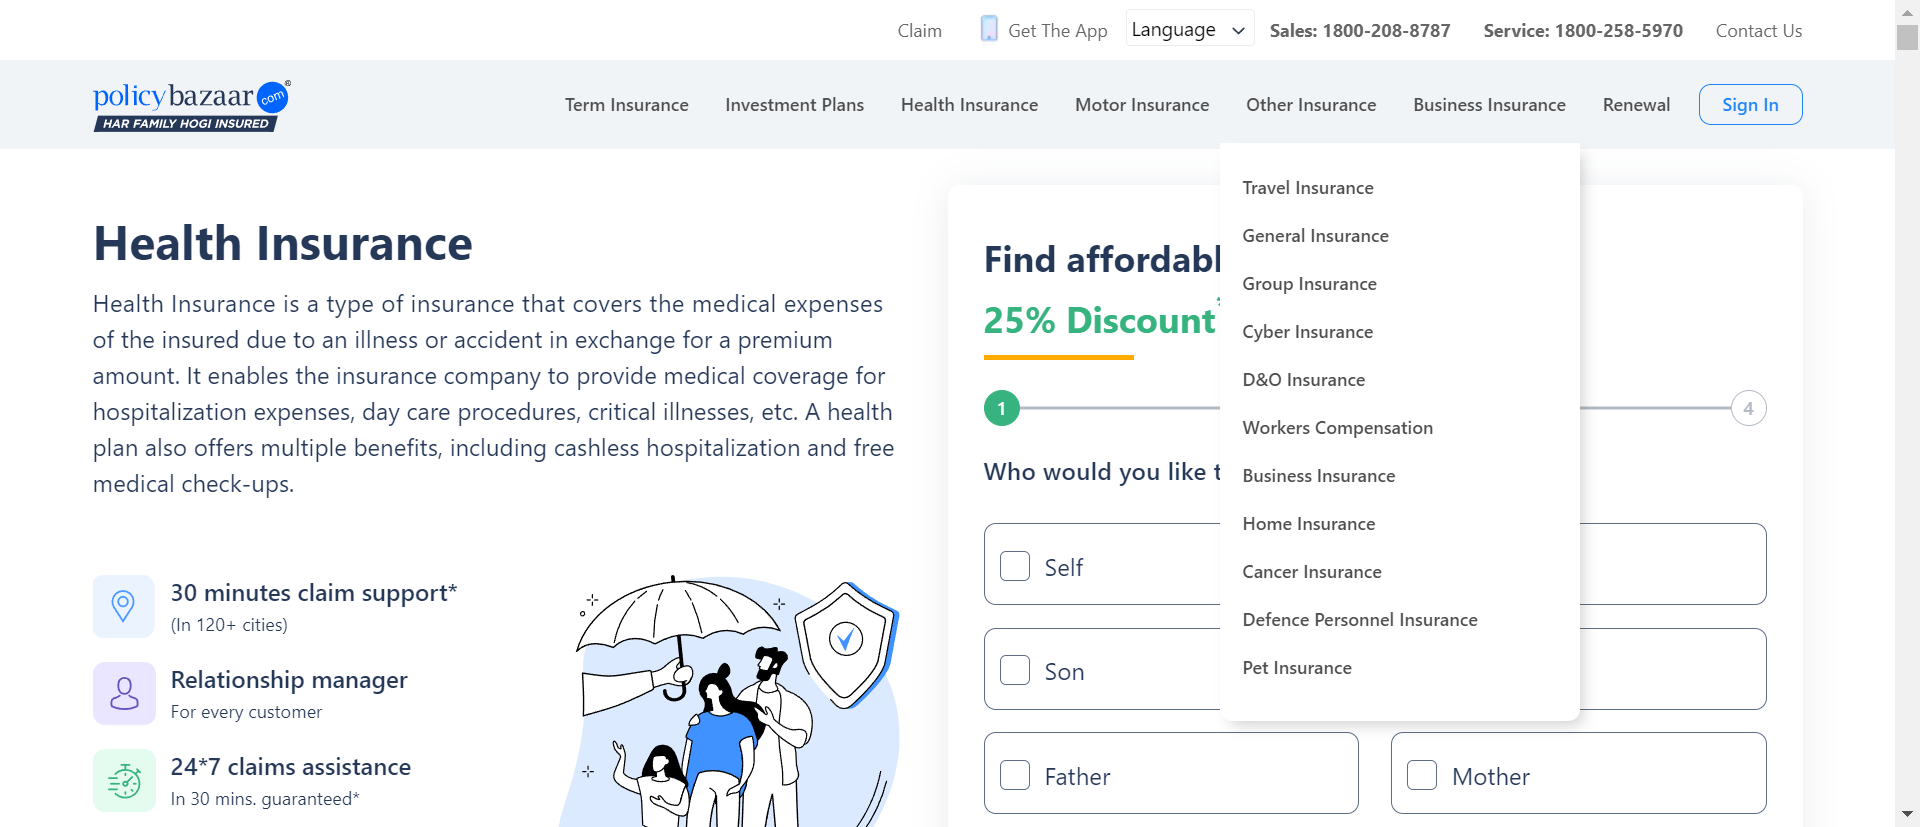 Claim
Get The App
Language
Sales: 1800-208-8787
Service: 1800-258-5970
Contact Us
policybazaar com ®
HAR FAMILY HOGI INSURED
Term Insurance
Investment Plans
Health Insurance
Motor Insurance
Other Insurance
Business Insurance
Renewal
Sign In
Travel Insurance
General Insurance
Group Insurance
Cyber Insurance
D&O Insurance
Workers Compensation
Business Insurance
Home Insurance
Cancer Insurance
Defence Personnel Insurance
Pet Insurance
Health Insurance
Health Insurance is a type of insurance that covers the medical expenses
of the insured due to an illness or accident in exchange for a premium
amount. It enables the insurance company to provide medical coverage for
hospitalization expenses, day care procedures, critical illnesses, etc. A health
plan also offers multiple benefits, including cashless hospitalization and free
medical check-ups.
30 minutes claim support*
(In 120+ cities)
Relationship manager
For every customer
24*7 claims assistance
In 30 mins. guaranteed*
Find
25% Discount
1
4
Who would you like
Self
Son
Father
Mother